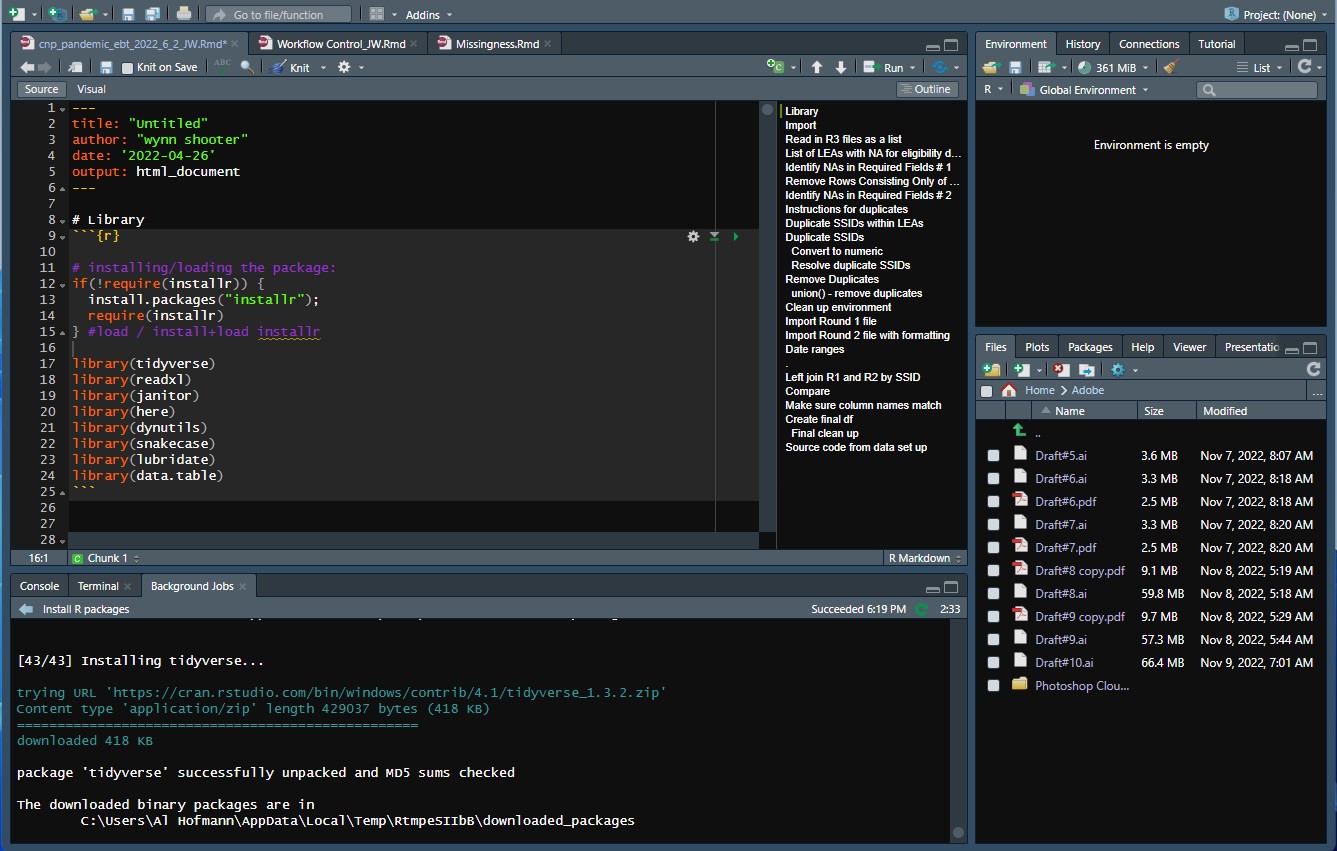 Go to file/function
Addins
Project: (None)
cnp_pandemic_ebt_2022_6_2_JW.Rmd*
Workflow Control_JW.Rmd
Missingness.Rmd
Knit on Save
ABC
Knit
Run
Source
Visual
Outline
1 ---
2 title: "Untitled"
3 author: "wynn shooter"
4 date: '2022-04-26'
5 output: html_document
6 ---
7
8 # Library
9 ```{r}
10
11 # installing/loading the package:
12 if(!require(installr)) {
13 install.packages("installr");
14 require(installr)
15 } #load / install+load installr
16
17 library(tidyverse)
18 library(readxl)
19 library(janitor)
20 library(here)
21 library(dynutils)
22 library(snakecase)
23 library(lubridate)
24 library(data.table)
25 ```
26
27
28
16:1
Chunk 1
R Markdown
Library
Import
Read in R3 files as a list
List of LEAs with NA for eligibility d...
Identify NAs in Required Fields # 1
Remove Rows Consisting Only of ...
Identify NAs in Required Fields # 2
Instructions for duplicates
Duplicate SSIDs within LEAs
Duplicate SSIDs
Convert to numeric
Resolve duplicate SSIDs
Remove Duplicates
union() - remove duplicates
Clean up environment
Import Round 1 file
Import Round 2 file with formatting
Date ranges
.
Left join R1 and R2 by SSID
Compare
Make sure column names match
Create final df
Final clean up
Source code from data set up
Console
Terminal
Background Jobs
Install R packages
Succeeded 6:19 PM
2:33
[43/43] Installing tidyverse...
trying URL 'https://cran.rstudio.com/bin/windows/contrib/4.1/tidyverse_1.3.2.zip'
Content type 'application/zip' length 429037 bytes (418 KB)
==================================================
downloaded 418 KB
package 'tidyverse' successfully unpacked and MD5 sums checked
The downloaded binary packages are in
C:\Users\Al Hofmann\AppData\Local\Temp\RtmpeSIIbB\downloaded_packages
Environment
History
Connections
Tutorial
361 MiB
List
R
Global Environment
Environment is empty
Files
Plots
Packages
Help
Viewer
Presentatio
Home
Adobe
...
Name
Size
Modified
..
Draft#5.ai 3.6 MB Nov 7, 2022, 8:07 AM
Draft#6.ai 3.3 MB Nov 7, 2022, 8:18 AM
Draft#6.pdf 2.5 MB Nov 7, 2022, 8:18 AM
Draft#7.ai 3.3 MB Nov 7, 2022, 8:20 AM
Draft#7.pdf 2.5 MB Nov 7, 2022, 8:20 AM
Draft#8 copy.pdf 9.1 MB Nov 8, 2022, 5:19 AM
Draft#8.ai 59.8 MB Nov 8, 2022, 5:18 AM
Draft#9 copy.pdf 9.7 MB Nov 8, 2022, 5:29 AM
Draft#9.ai 57.3 MB Nov 8, 2022, 5:44 AM
Draft#10.ai 66.4 MB Nov 9, 2022, 7:01 AM
Photoshop Clou...